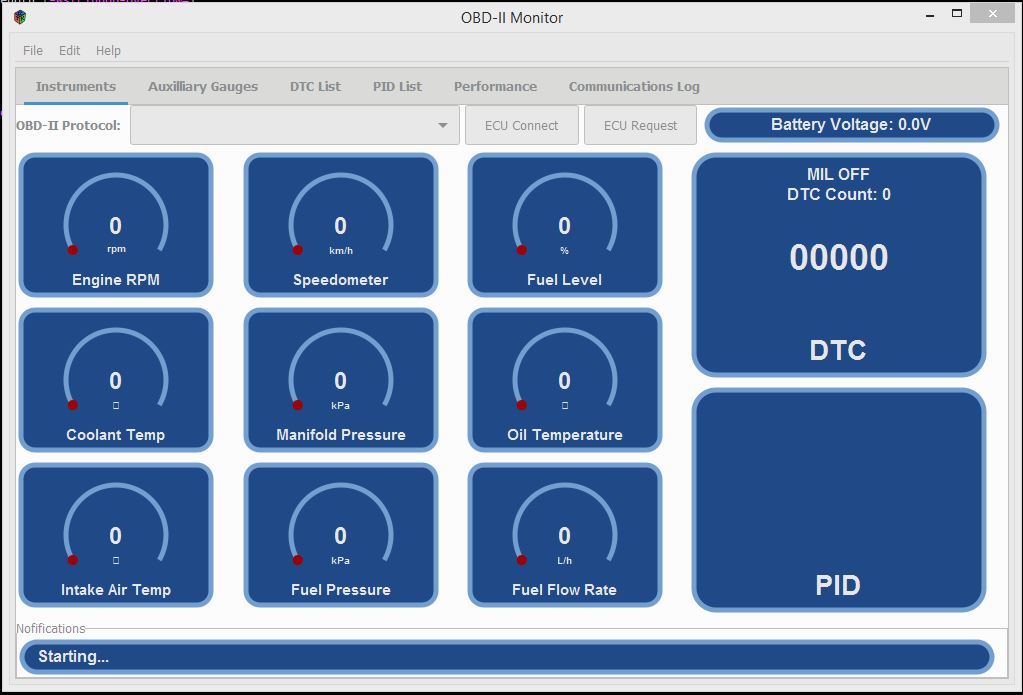 OBD-II Monitor
File Edit Help
Instruments Auxilliary Gauges DTC List PID List Performance Communications Log
OBD-II Protocol: ECU Connect ECU Request Battery Voltage: 0.0V
0
rpm
Engine RPM
0
km/h
Speedometer
0
%
Fuel Level
MIL OFF
DTC Count: 0
00000
DTC
0
Coolant Temp
0
kPa
Manifold Pressure
0
Oil Temperature
0
Intake Air Temp
0
kPa
Fuel Pressure
0
L/h
Fuel Flow Rate
PID
Nofifications
Starting...